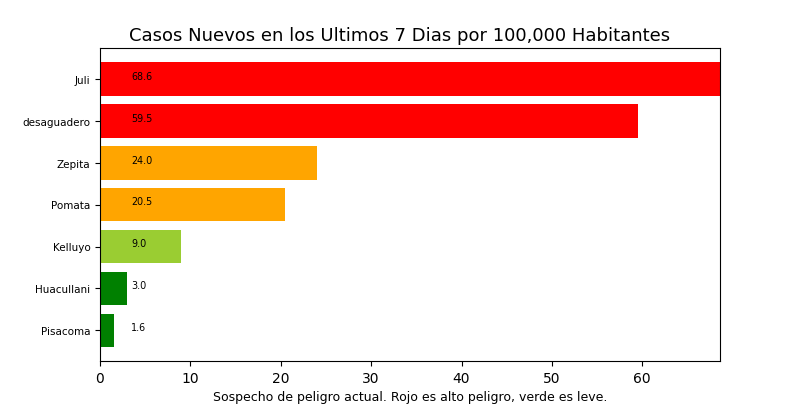 Casos Nuevos en los Ultimos 7 Dias por 100,000 Habitantes
Juli 68.6
desaguadero 59.5
Zepita 24.0
Pomata 20.5
Kelluyo 9.0
Huacullani 3.0
Pisacoma 1.6
0 10 20 30 40 50 60
Sospecho de peligro actual. Rojo es alto peligro, verde es leve.